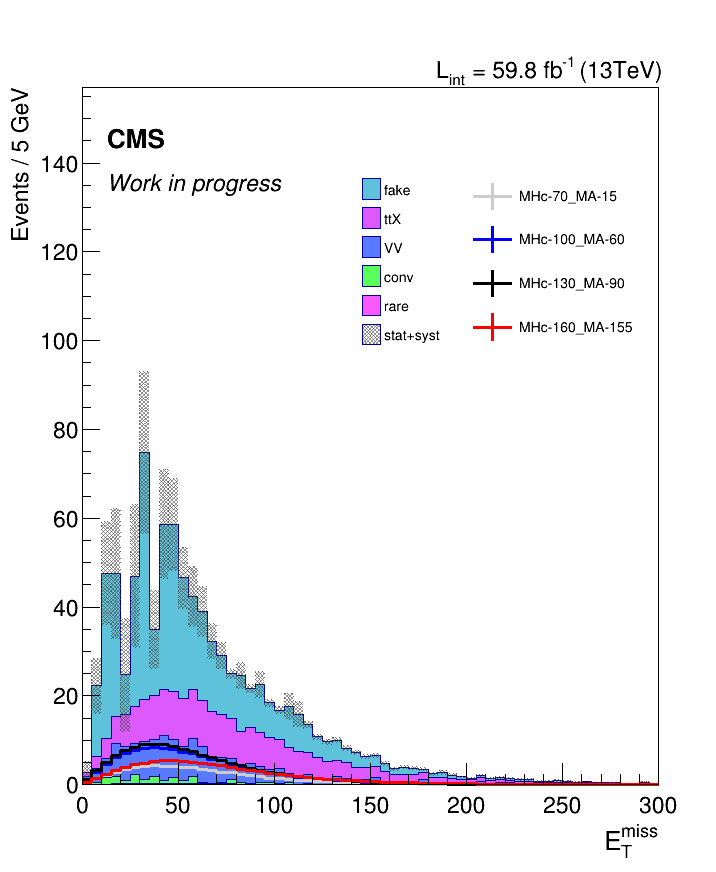 L_int = 59.8 fb^-1 (13TeV)
Events / 5 GeV
CMS
Work in progress
fake
ttX
VV
conv
rare
stat+syst
MHc-70_MA-15
MHc-100_MA-60
MHc-130_MA-90
MHc-160_MA-155
140
120
100
80
60
40
20
0
0 50 100 150 200 250 300
E_T^miss